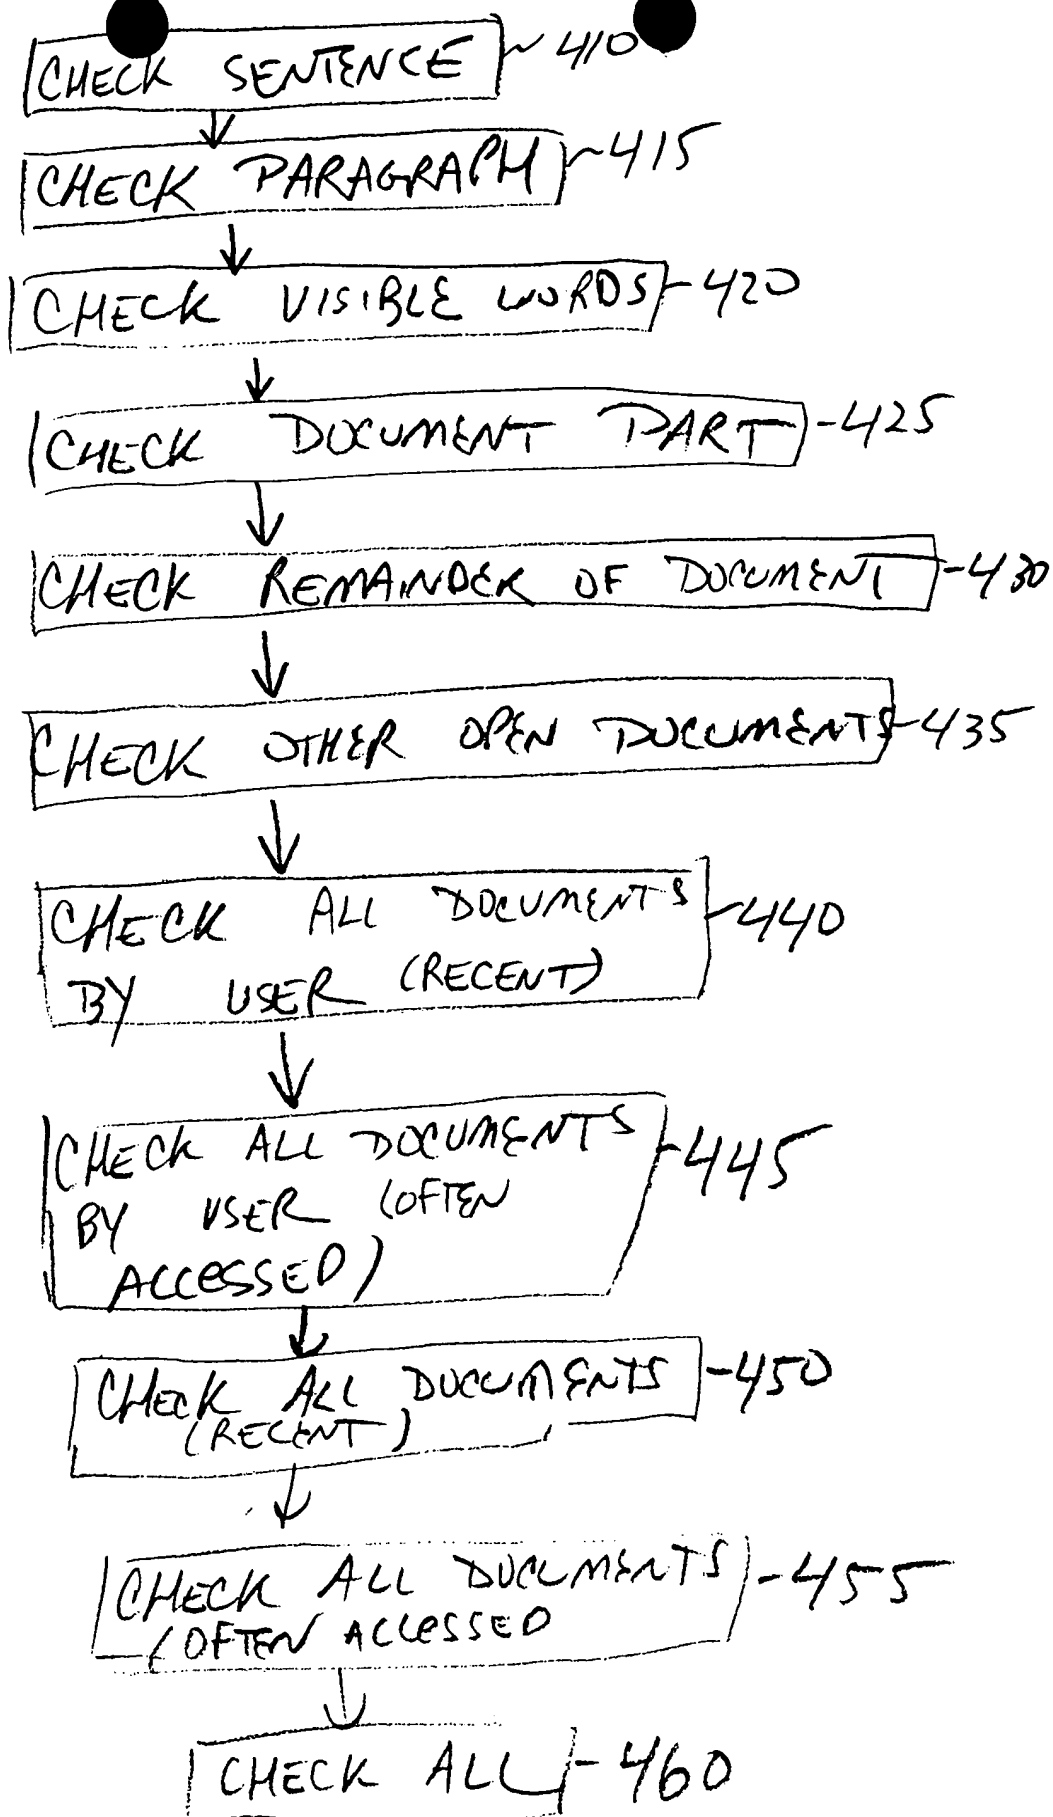 CHECK SENTENCE ~410
CHECK PARAGRAPH ~415
CHECK VISIBLE WORDS -420
CHECK DOCUMENT PART -425
CHECK REMAINDER OF DOCUMENT -430
CHECK OTHER OPEN DOCUMENTS -435
CHECK ALL DOCUMENTS -440
BY USER (RECENT)
CHECK ALL DOCUMENTS -445
BY USER (OFTEN
ACCESSED)
CHECK ALL DOCUMENTS -450
(RECENT)
CHECK ALL DOCUMENTS -455
(OFTEN ACCESSED
CHECK ALL -460